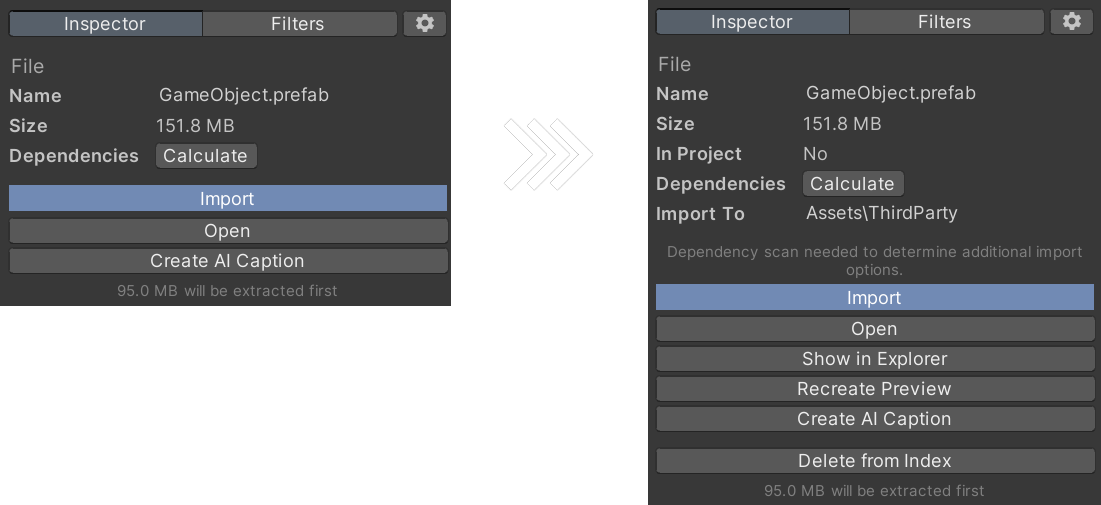 Inspector Filters
File
Name GameObject.prefab
Size 151.8 MB
Dependencies Calculate
Import
Open
Create AI Caption
95.0 MB will be extracted first
Inspector Filters
File
Name GameObject.prefab
Size 151.8 MB
In Project No
Dependencies Calculate
Import To Assets\ThirdParty
Dependency scan needed to determine additional import
options.
Import
Open
Show in Explorer
Recreate Preview
Create AI Caption
Delete from Index
95.0 MB will be extracted first